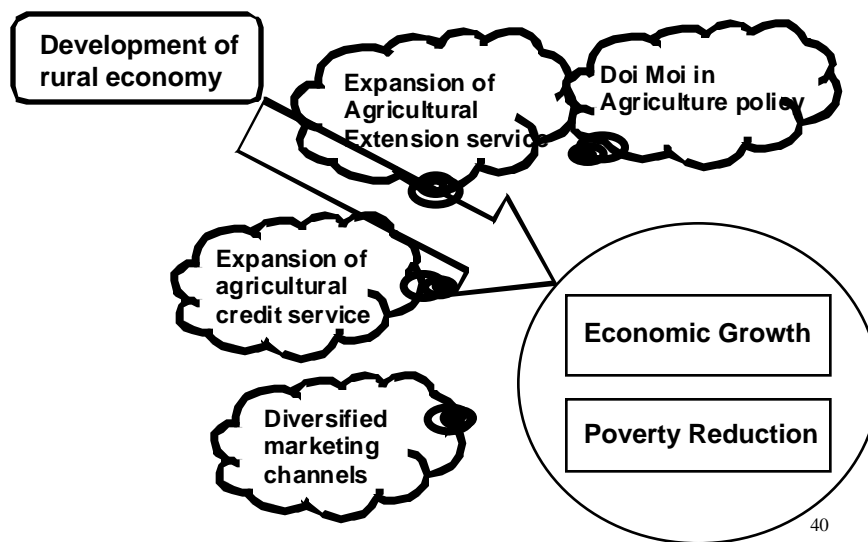 Development of
rural economy
Expansion of
Agricultural
Extension service
Doi Moi in
Agriculture policy
Expansion of
agricultural
credit service
Economic Growth
Poverty Reduction
Diversified
marketing
channels
40